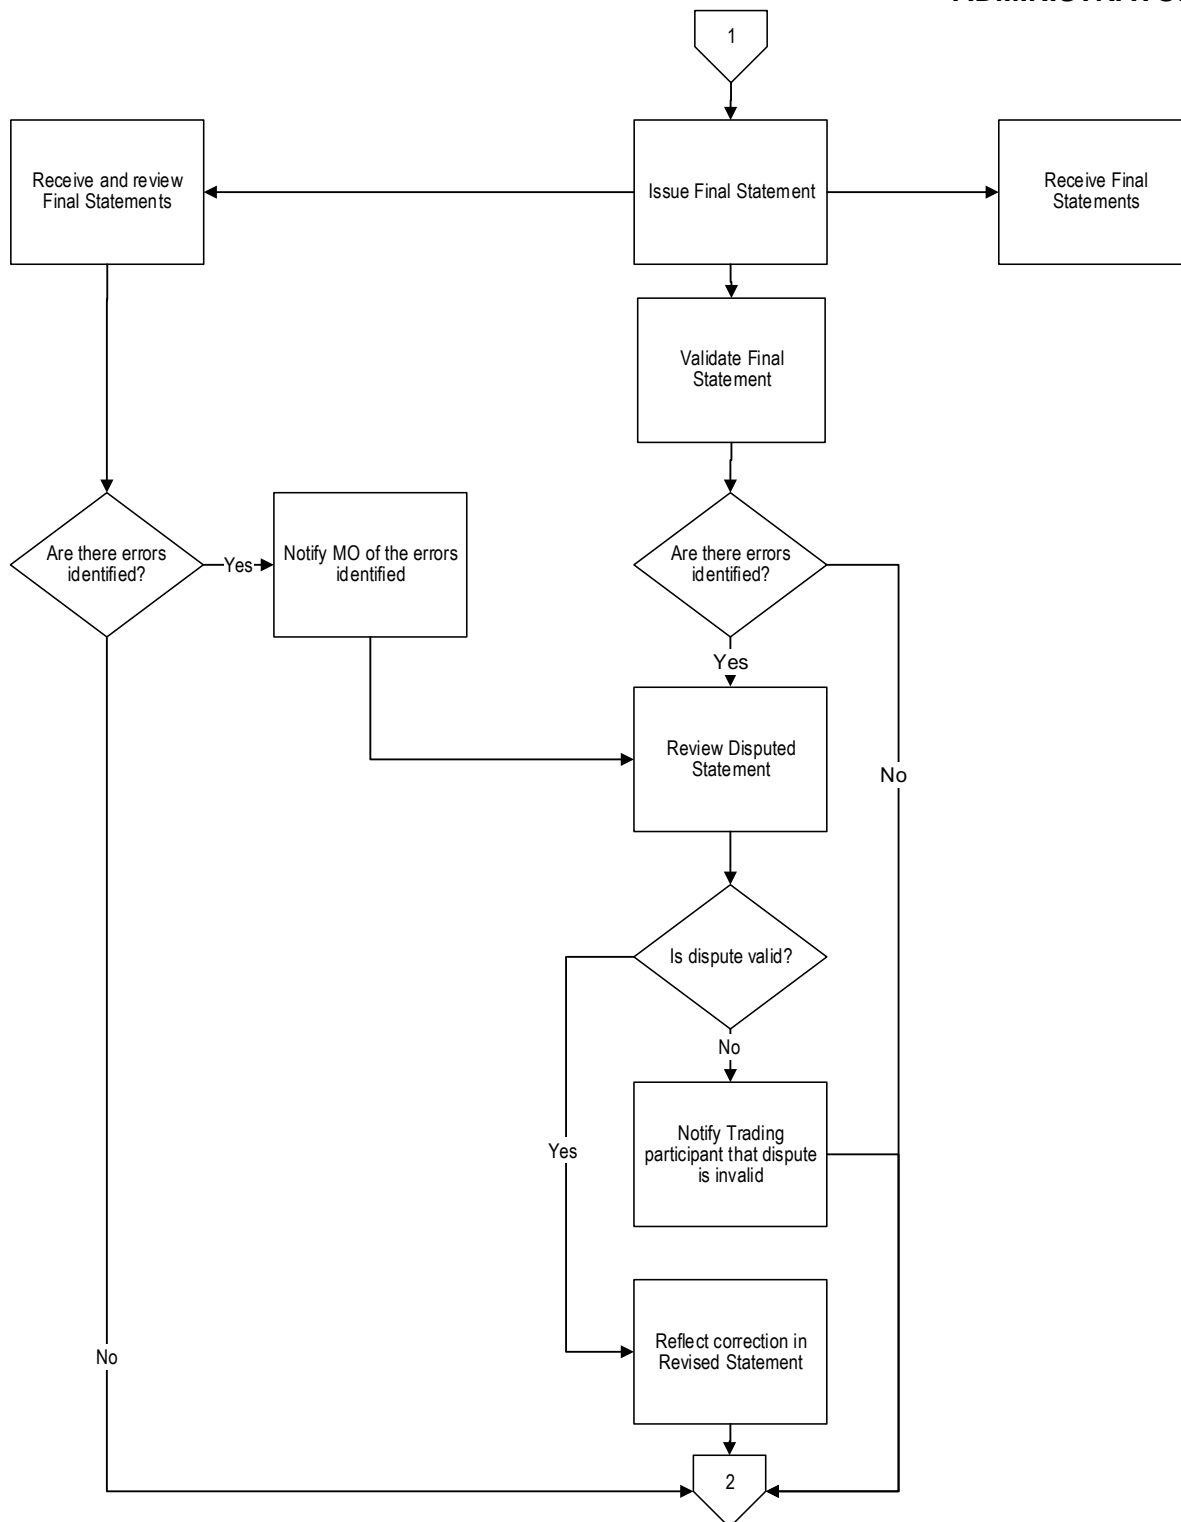 1
Receive and review
Final Statements
Issue Final Statement
Receive Final
Statements
Validate Final
Statement
Are there errors
identified?
Yes
Notify MO of the errors
identified
Are there errors
identified?
Yes
Review Disputed
Statement
No
Is dispute valid?
No
Yes
Notify Trading
participant that dispute
is invalid
No
Reflect correction in
Revised Statement
2